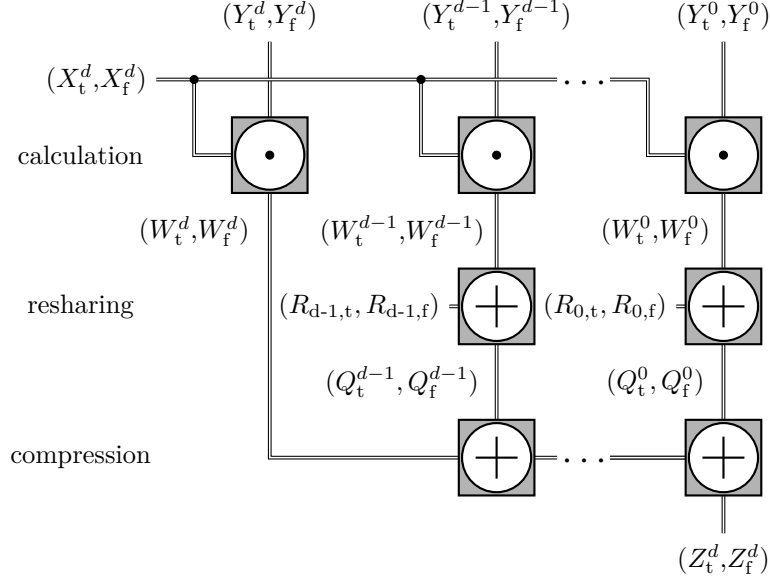 (Y_t^d,Y_f^d) (Y_t^{d−1},Y_f^{d−1}) (Y_t^0,Y_f^0)
(X_t^d,X_f^d) · · ·
calculation
(W_t^d,W_f^d) (W_t^{d−1},W_f^{d−1}) (W_t^0,W_f^0)
resharing (R_{d-1,t}, R_{d-1,f}) (R_{0,t}, R_{0,f})
(Q_t^{d−1}, Q_f^{d−1}) (Q_t^0, Q_f^0)
compression · · ·
(Z_t^d,Z_f^d)